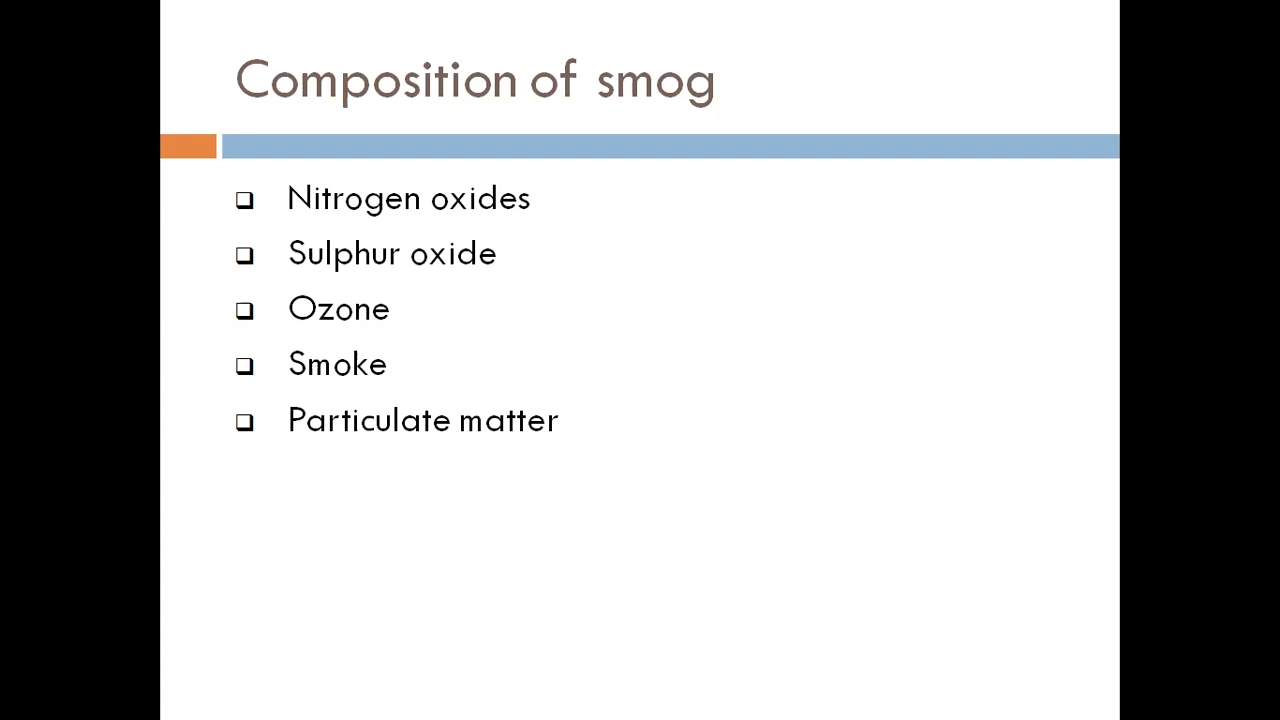 Composition of smog
Nitrogen oxides
Sulphur oxide
Ozone
Smoke
Particulate matter